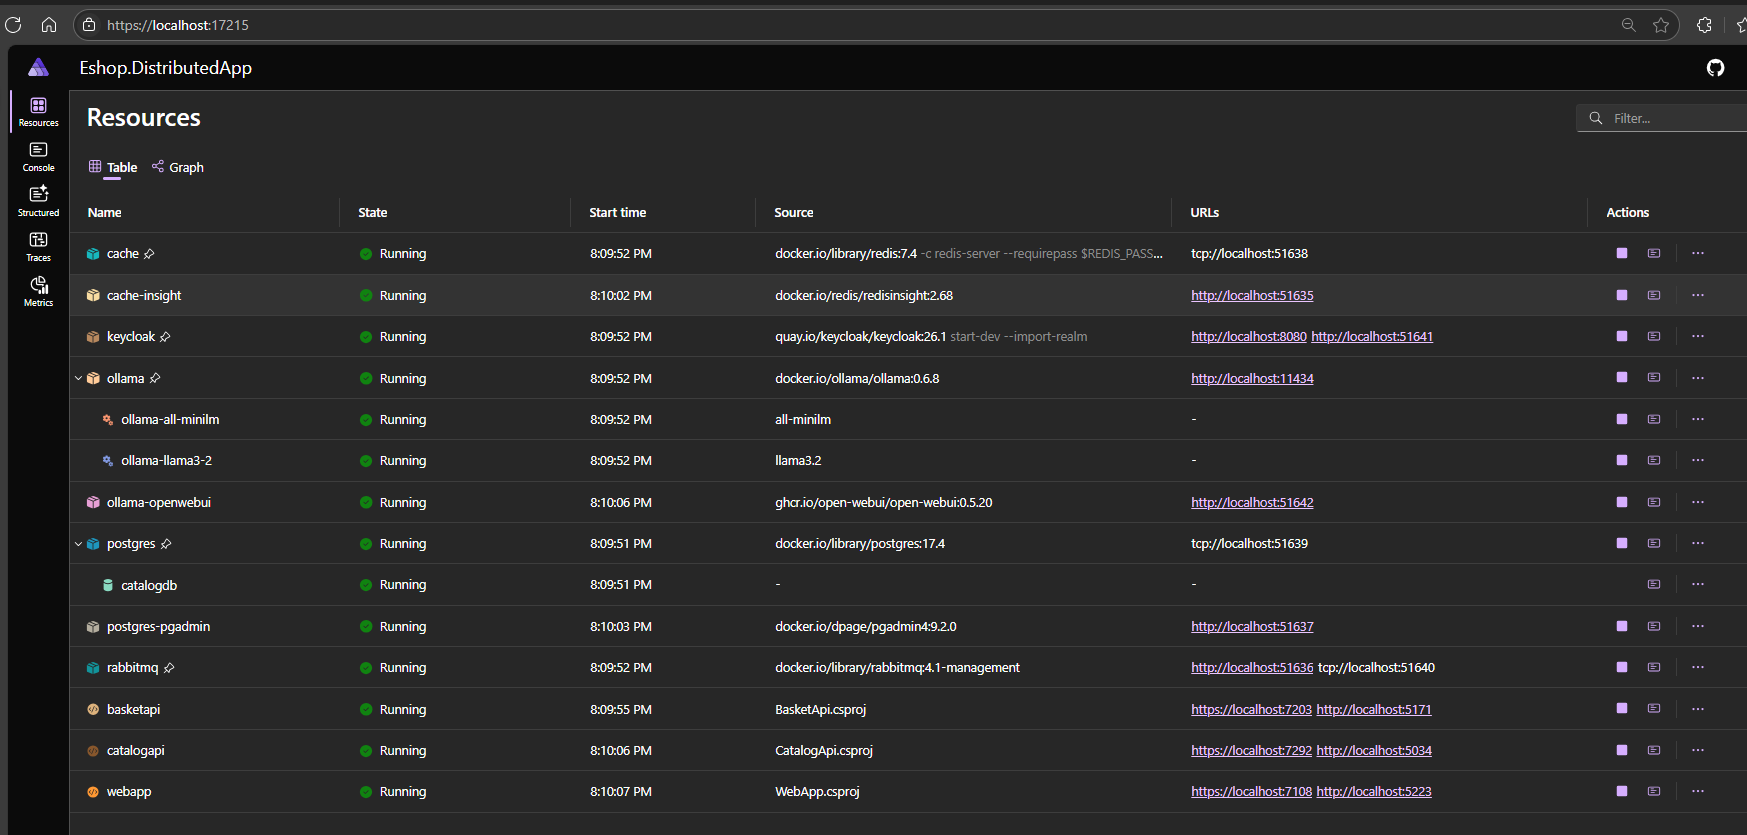 https://localhost:17215
Eshop.DistributedApp
Resources
Console
Structured
Traces
Metrics
Resources
Filter...
Table Graph
Name State Start time Source URLs Actions
cache Running 8:09:52 PM docker.io/library/redis:7.4 -c redis-server --requirepass $REDIS_PASS... tcp://localhost:51638
cache-insight Running 8:10:02 PM docker.io/redis/redisinsight:2.68 http://localhost:51635
keycloak Running 8:09:52 PM quay.io/keycloak/keycloak:26.1 start-dev --import-realm http://localhost:8080 http://localhost:51641
ollama Running 8:09:52 PM docker.io/ollama/ollama:0.6.8 http://localhost:11434
ollama-all-minilm Running 8:09:52 PM all-minilm -
ollama-llama3-2 Running 8:09:52 PM llama3.2 -
ollama-openwebui Running 8:10:06 PM ghcr.io/open-webui/open-webui:0.5.20 http://localhost:51642
postgres Running 8:09:51 PM docker.io/library/postgres:17.4 tcp://localhost:51639
catalogdb Running 8:09:51 PM - -
postgres-pgadmin Running 8:10:03 PM docker.io/dpage/pgadmin4:9.2.0 http://localhost:51637
rabbitmq Running 8:09:52 PM docker.io/library/rabbitmq:4.1-management http://localhost:51636 tcp://localhost:51640
basketapi Running 8:09:55 PM BasketApi.csproj https://localhost:7203 http://localhost:5171
catalogapi Running 8:10:06 PM CatalogApi.csproj https://localhost:7292 http://localhost:5034
webapp Running 8:10:07 PM WebApp.csproj https://localhost:7108 http://localhost:5223